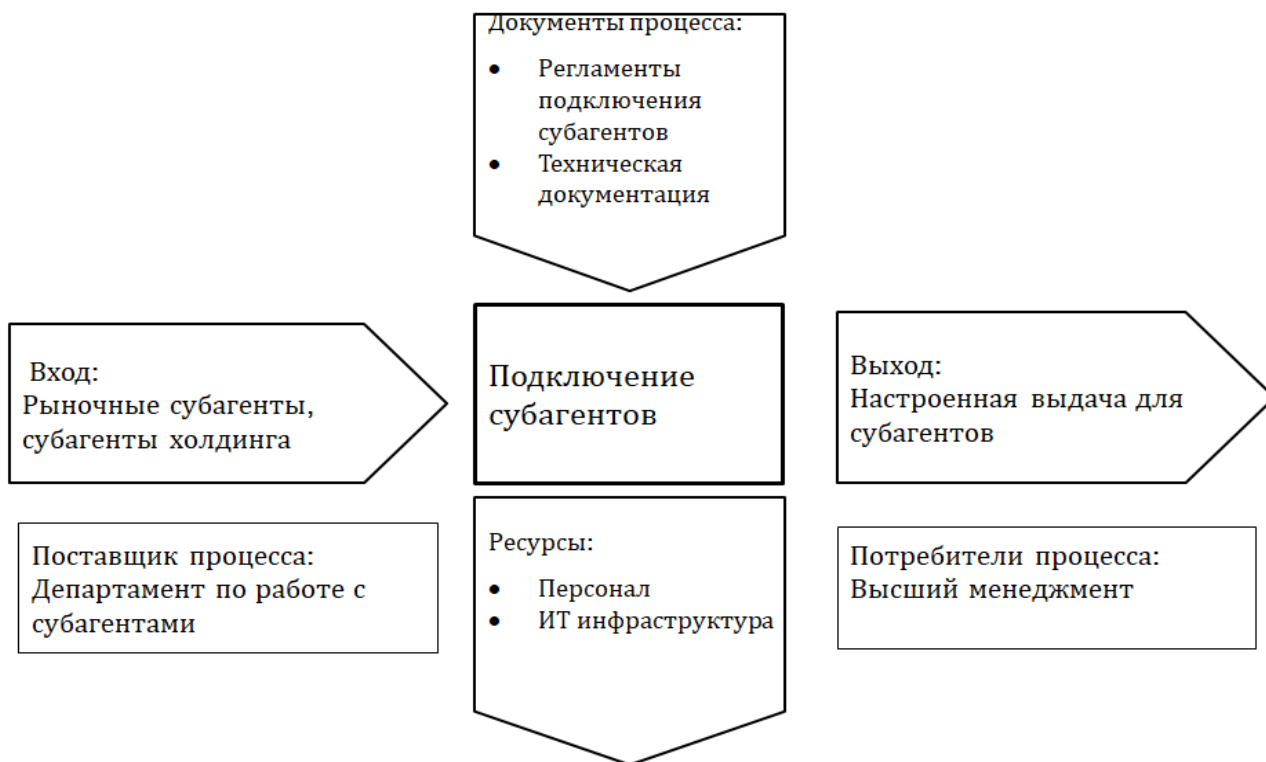 Документы процесса:
• Регламенты
подключения
субагентов
• Техническая
документация
Вход:
Рыночные субагенты,
субагенты холдинга
Подключение
субагентов
Выход:
Настроенная выдача для
субагентов
Поставщик процесса:
Департамент по работе с
субагентами
Ресурсы:
• Персонал
• ИТ инфраструктура
Потребители процесса:
Высший менеджмент